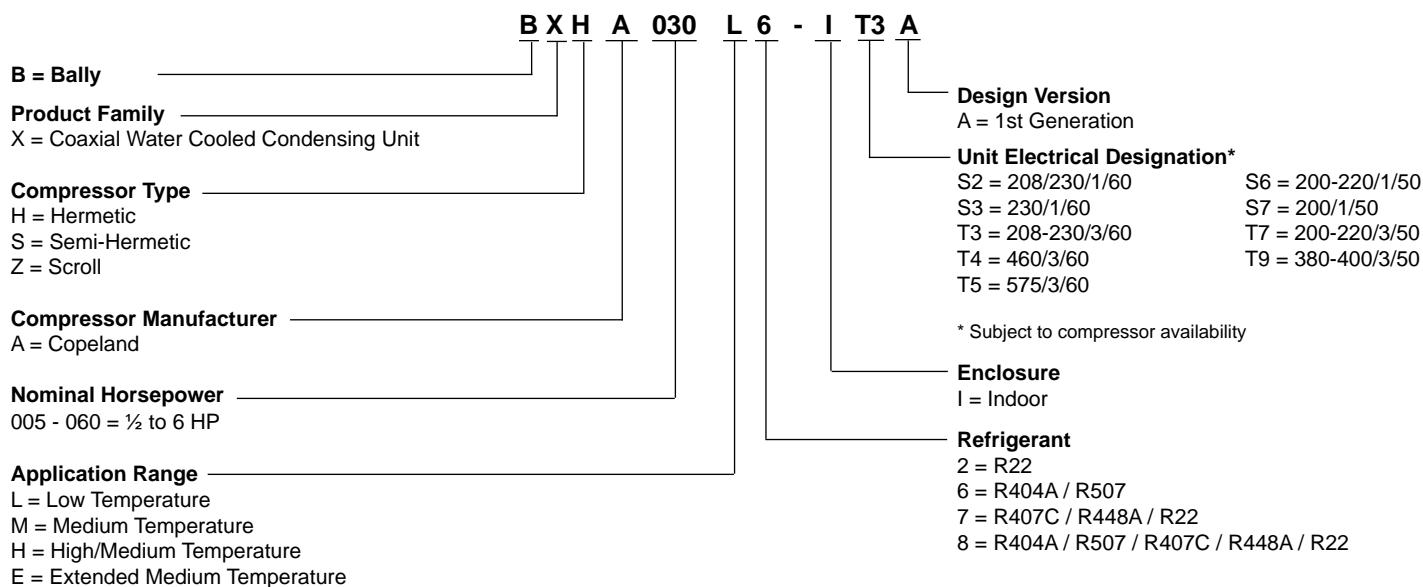 B X H A 030 L 6 - I T3 A
B = Bally
Product Family
X = Coaxial Water Cooled Condensing Unit
Compressor Type
H = Hermetic
S = Semi-Hermetic
Z = Scroll
Compressor Manufacturer
A = Copeland
Nominal Horsepower
005 - 060 = ½ to 6 HP
Application Range
L = Low Temperature
M = Medium Temperature
H = High/Medium Temperature
E = Extended Medium Temperature
Design Version
A = 1st Generation
Unit Electrical Designation*
S2 = 208/230/1/60 S6 = 200-220/1/50
S3 = 230/1/60 S7 = 200/1/50
T3 = 208-230/3/60 T7 = 200-220/3/50
T4 = 460/3/60 T9 = 380-400/3/50
T5 = 575/3/60
* Subject to compressor availability
Enclosure
I = Indoor
Refrigerant
2 = R22
6 = R404A / R507
7 = R407C / R448A / R22
8 = R404A / R507 / R407C / R448A / R22